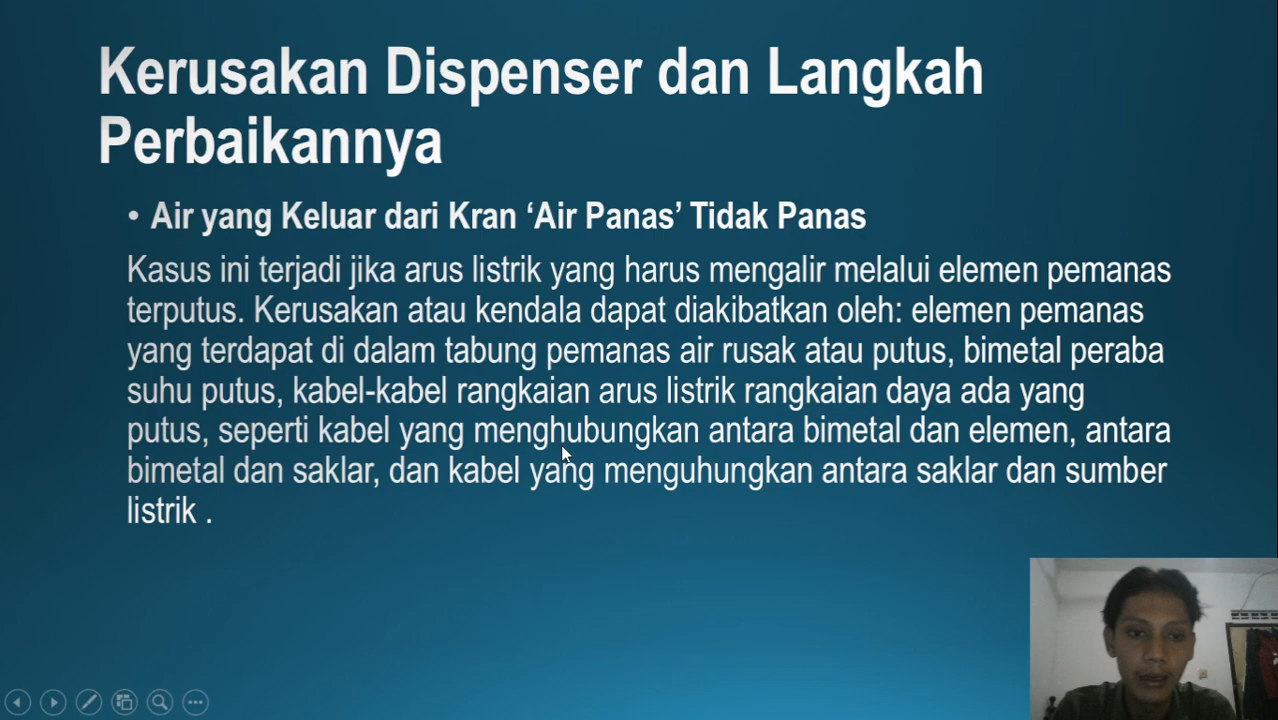 Kerusakan Dispenser dan Langkah
Perbaikannya
• Air yang Keluar dari Kran ‘Air Panas’ Tidak Panas
Kasus ini terjadi jika arus listrik yang harus mengalir melalui elemen pemanas
terputus. Kerusakan atau kendala dapat diakibatkan oleh: elemen pemanas
yang terdapat di dalam tabung pemanas air rusak atau putus, bimetal peraba
suhu putus, kabel-kabel rangkaian arus listrik rangkaian daya ada yang
putus, seperti kabel yang menghubungkan antara bimetal dan elemen, antara
bimetal dan saklar, dan kabel yang menguhungkan antara saklar dan sumber
listrik .